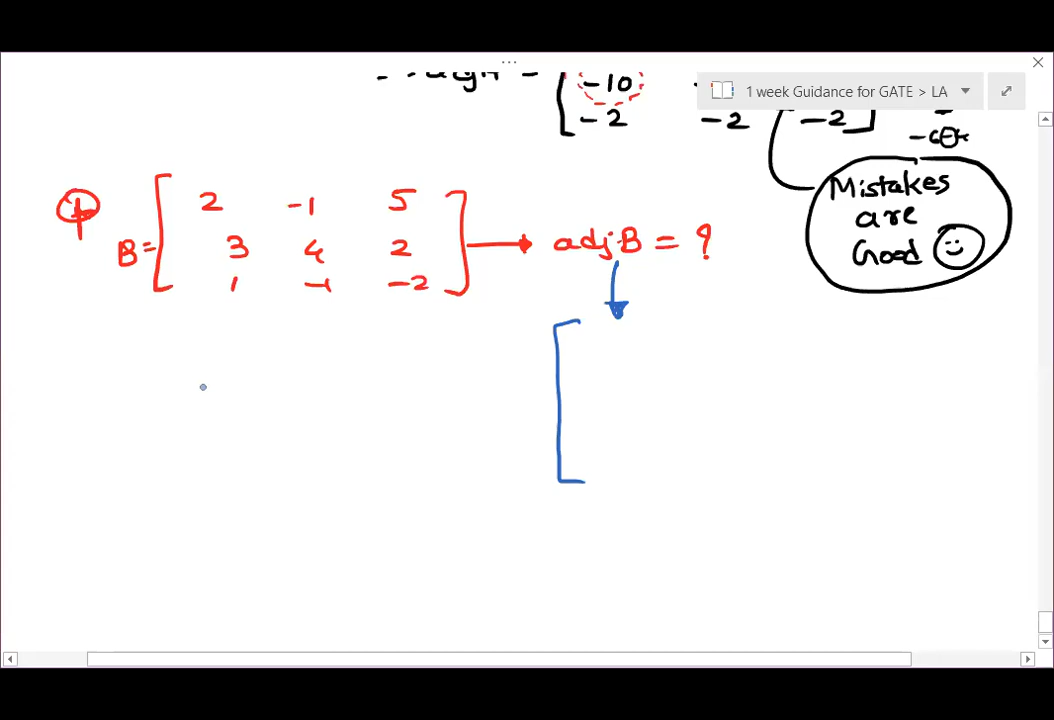 1 week Guidance for GATE > LA
-10
-2 -2 -2
Mistakes
are
Good
2 -1 5
B= 3 4 2 → adj·B = ?
1 -1 -2